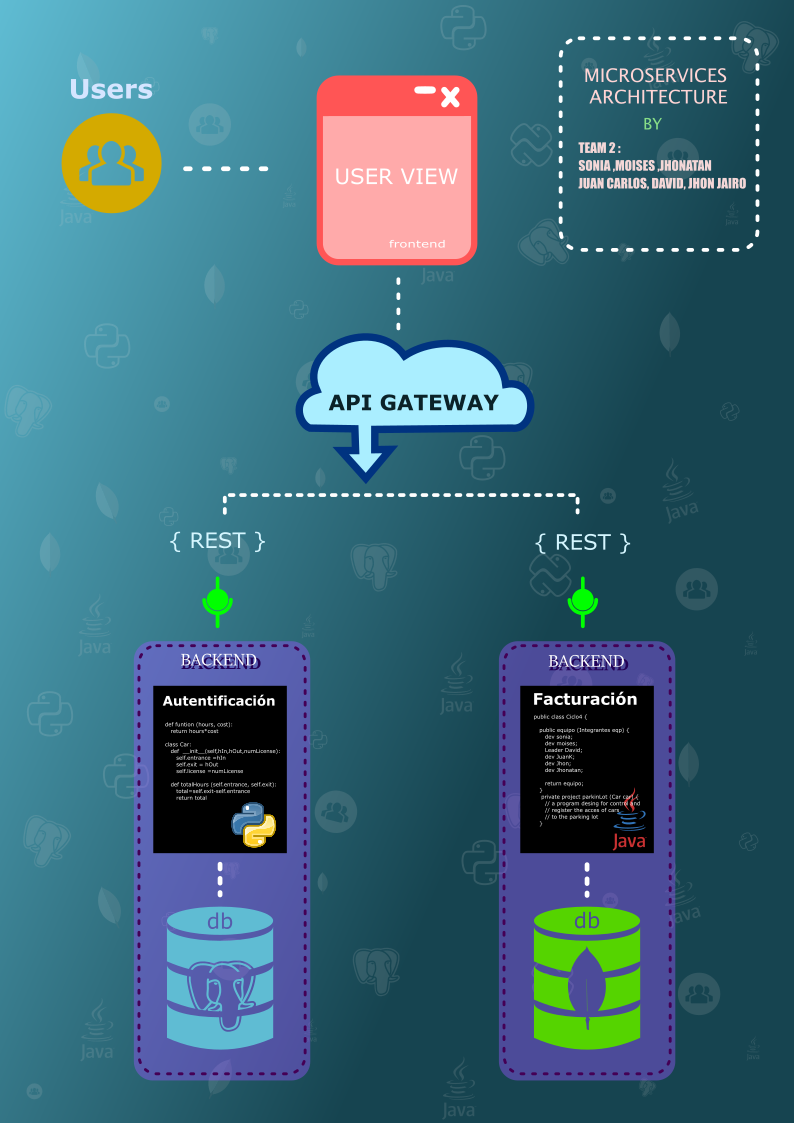 Users
USER VIEW
frontend
MICROSERVICES
ARCHITECTURE
BY
TEAM 2 :
SONIA ,MOISES ,JHONATAN
JUAN CARLOS, DAVID, JHON JAIRO
API GATEWAY
{ REST }
{ REST }
BACKEND
Autentificación
def funtion (hours, cost):
return hours*cost
class Car:
def __init__(self,hIn,hOut,numLicense):
self.entrance =hIn
self.exit = hOut
self.license =numLicense
def totalHours (self.entrance, self.exit):
total=self.exit-self.entrance
return total
db
BACKEND
Facturación
public class Ciclo4 {
public equipo (Integrantes eqp) {
dev sonia;
dev moises;
Leader David;
dev JuanK;
dev Jhon;
dev Jhonatan;
return equipo;
}
private project parkinLot (Car car) {
// a program desing for control and
// register the acces of cars
// to the parking lot
}
Java
db
Java
Java
Java
Java
Java
Java
Java
Java
Java
Java